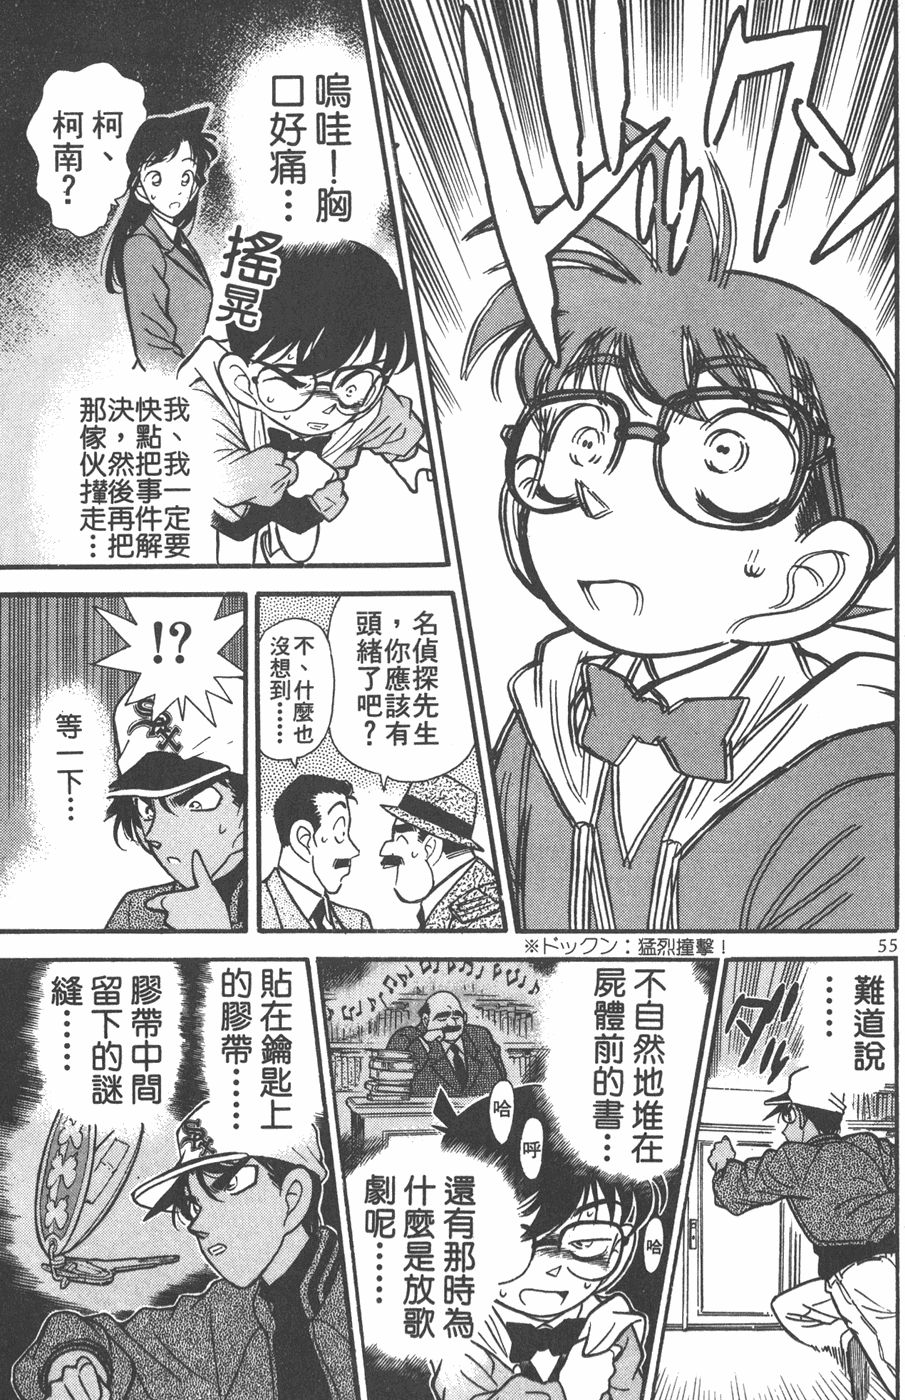 ドックン
嗚哇！胸
口好痛…
柯、
柯南？
搖晃
我、我一定要
快點把事件解
決，然後再把
那傢伙攆走…
名偵探先生
，你應該有
頭緒了吧？
不、什麼也
沒想到……
!?
等一下…
※ドックン：猛烈撞擊！
55
難道說
……
不自然地堆在
屍體前的書…
還有那時為
什麼是放歌
劇呢……
哈
呼
哈
貼在鑰匙上
的膠帶……
膠帶中間
留下的謎
縫……